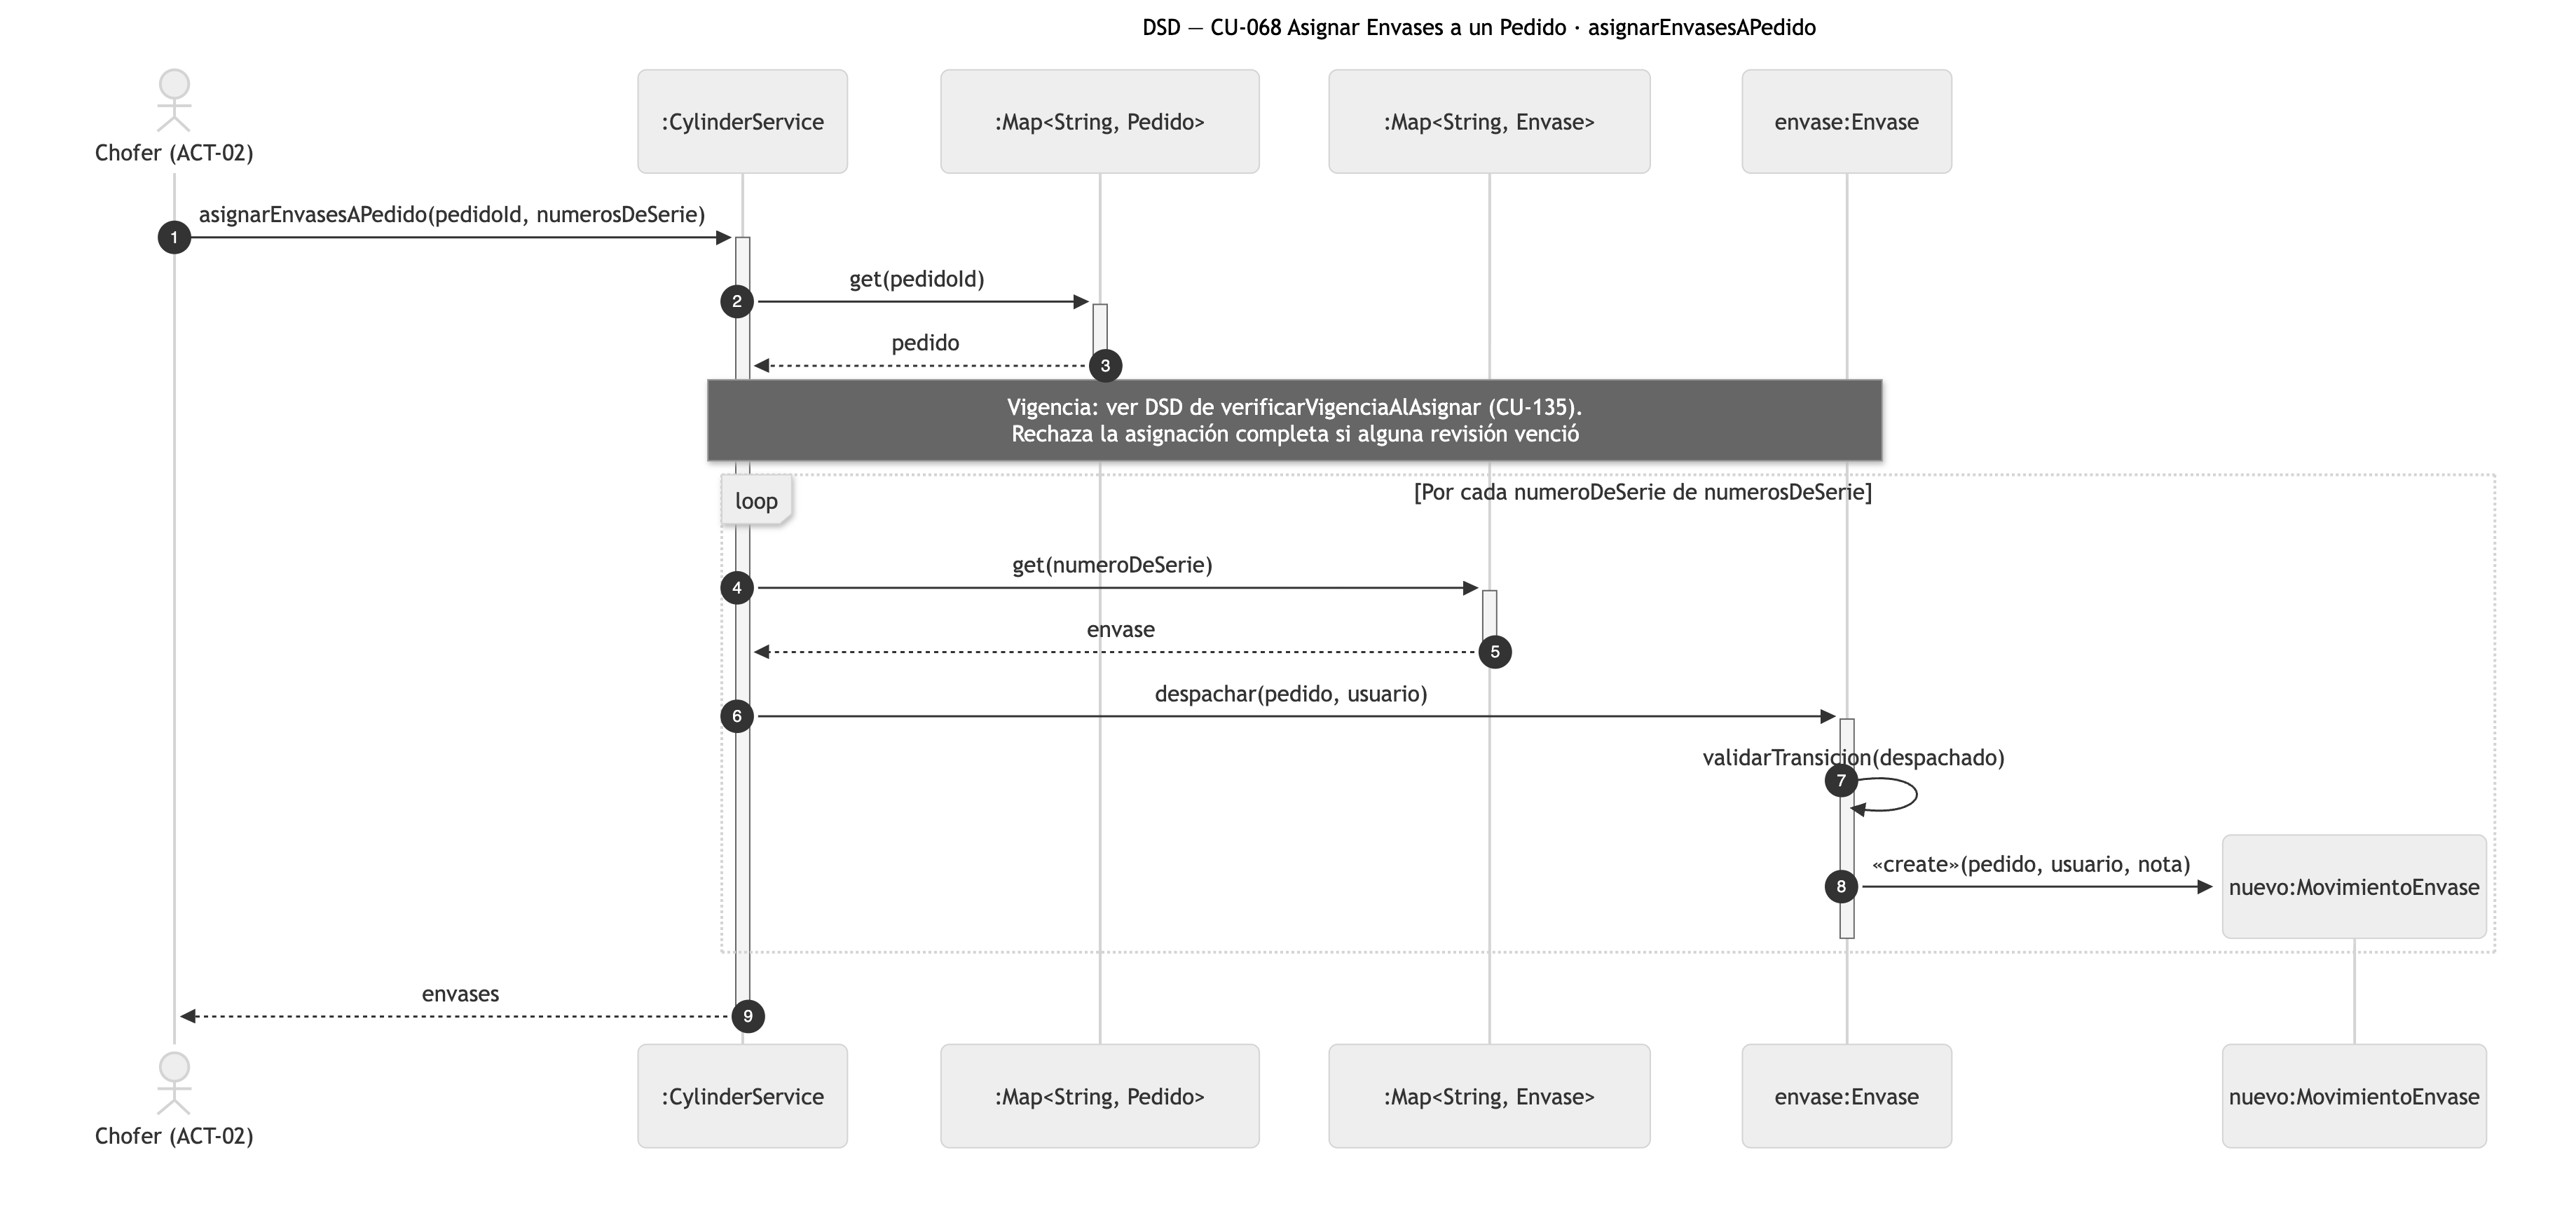 DSD — CU-068 Asignar Envases a un Pedido · asignarEnvasesAPedido
Chofer (ACT-02)
:CylinderService
:Map<String, Pedido>
:Map<String, Envase>
envase:Envase
asignarEnvasesAPedido(pedidoId, numerosDeSerie)
1
get(pedidoId)
2
pedido
3
Vigencia: ver DSD de verificarVigenciaAlAsignar (CU-135).
Rechaza la asignación completa si alguna revisión venció
loop
[Por cada numeroDeSerie de numerosDeSerie]
get(numeroDeSerie)
4
envase
5
despachar(pedido, usuario)
6
validarTransicion(despachado)
7
«create»(pedido, usuario, nota)
8
nuevo:MovimientoEnvase
envases
9
Chofer (ACT-02)
:CylinderService
:Map<String, Pedido>
:Map<String, Envase>
envase:Envase
nuevo:MovimientoEnvase